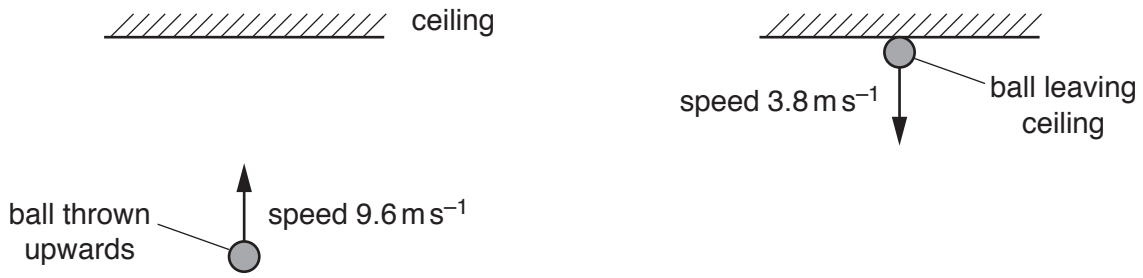 ceiling
speed 3.8 m s⁻¹
ball leaving
ceiling
ball thrown
upwards
speed 9.6 m s⁻¹